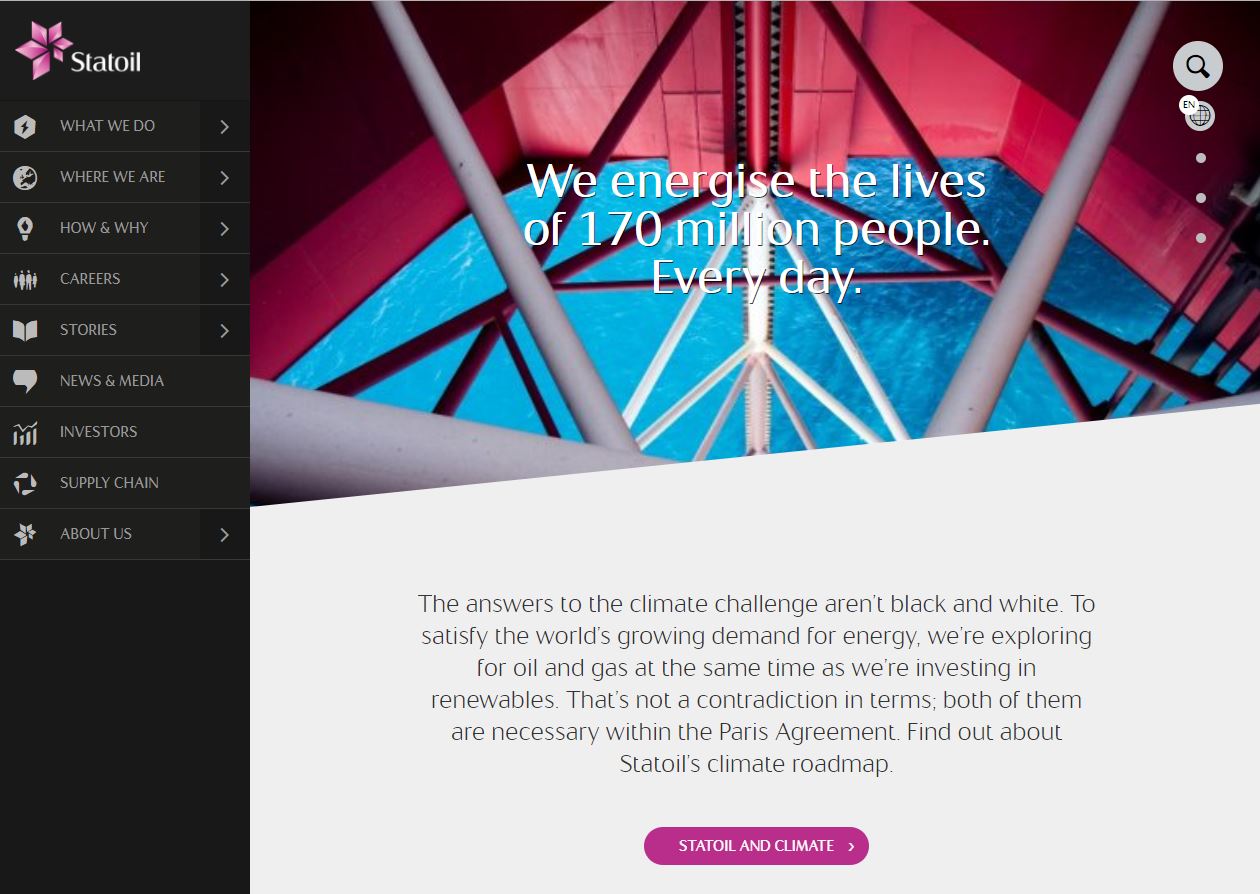 Statoil
WHAT WE DO
WHERE WE ARE
HOW & WHY
CAREERS
STORIES
NEWS & MEDIA
INVESTORS
SUPPLY CHAIN
ABOUT US
EN
We energise the lives
of 170 million people.
Every day.
The answers to the climate challenge aren't black and white. To
satisfy the world's growing demand for energy, we're exploring
for oil and gas at the same time as we're investing in
renewables. That's not a contradiction in terms; both of them
are necessary within the Paris Agreement. Find out about
Statoil's climate roadmap.
STATOIL AND CLIMATE